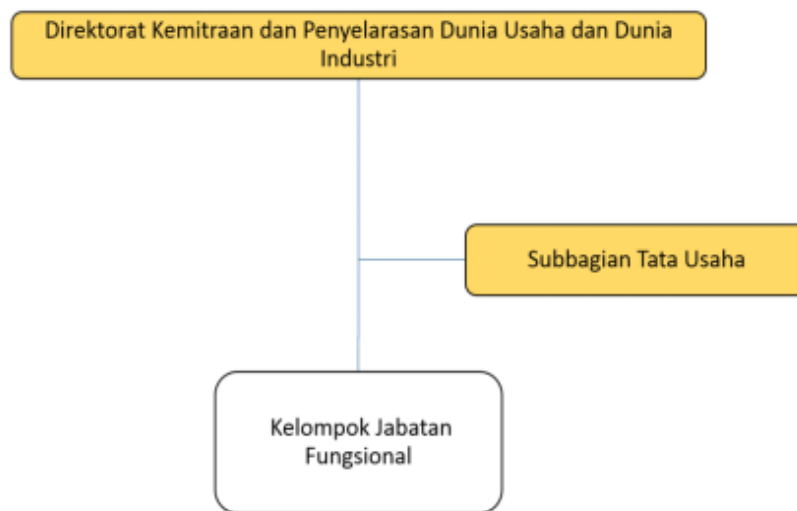 Direktorat Kemitraan dan Penyelarasan Dunia Usaha dan Dunia
Industri
Subbagian Tata Usaha
Kelompok Jabatan
Fungsional